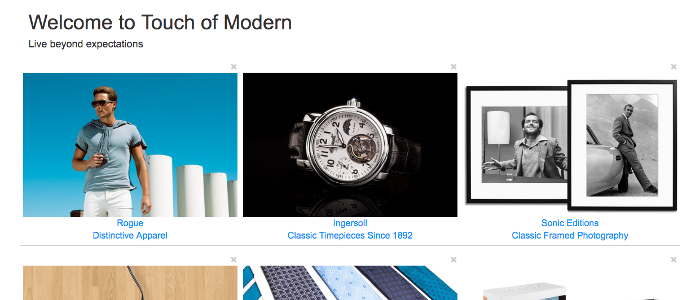 Welcome to Touch of Modern
Live beyond expectations
Rogue
Distinctive Apparel
Ingersoll
Classic Timepieces Since 1892
Sonic Editions
Classic Framed Photography